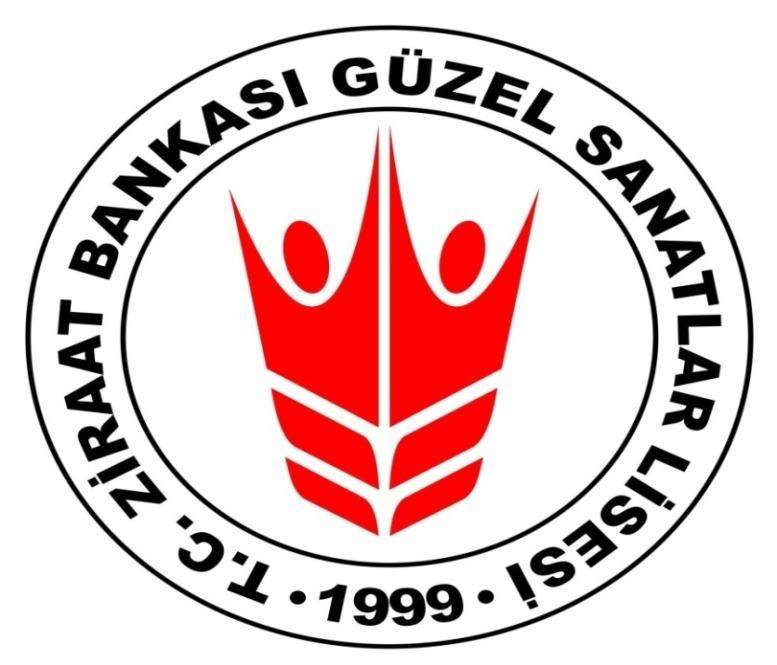 T.C. ZİRAAT BANKASI GÜZEL SANATLAR LİSESİ
• 1999 •